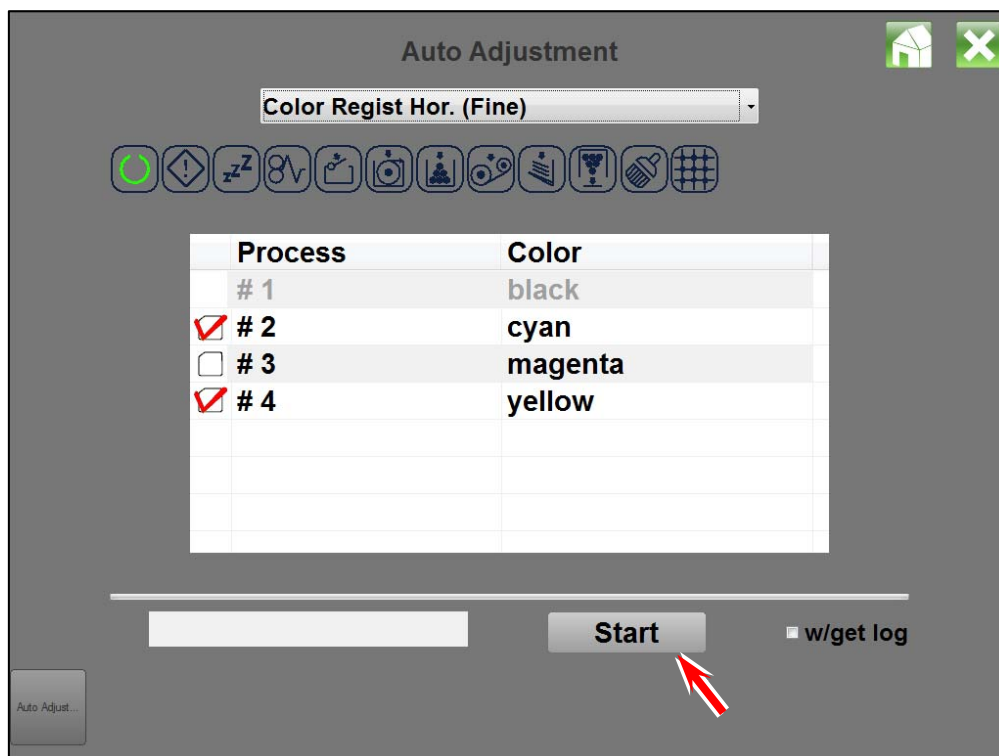 Auto Adjustment
Color Regist Hor. (Fine)
zzZ
Process Color
# 1 black
# 2 cyan
# 3 magenta
# 4 yellow
Start w/get log
Auto Adjust...